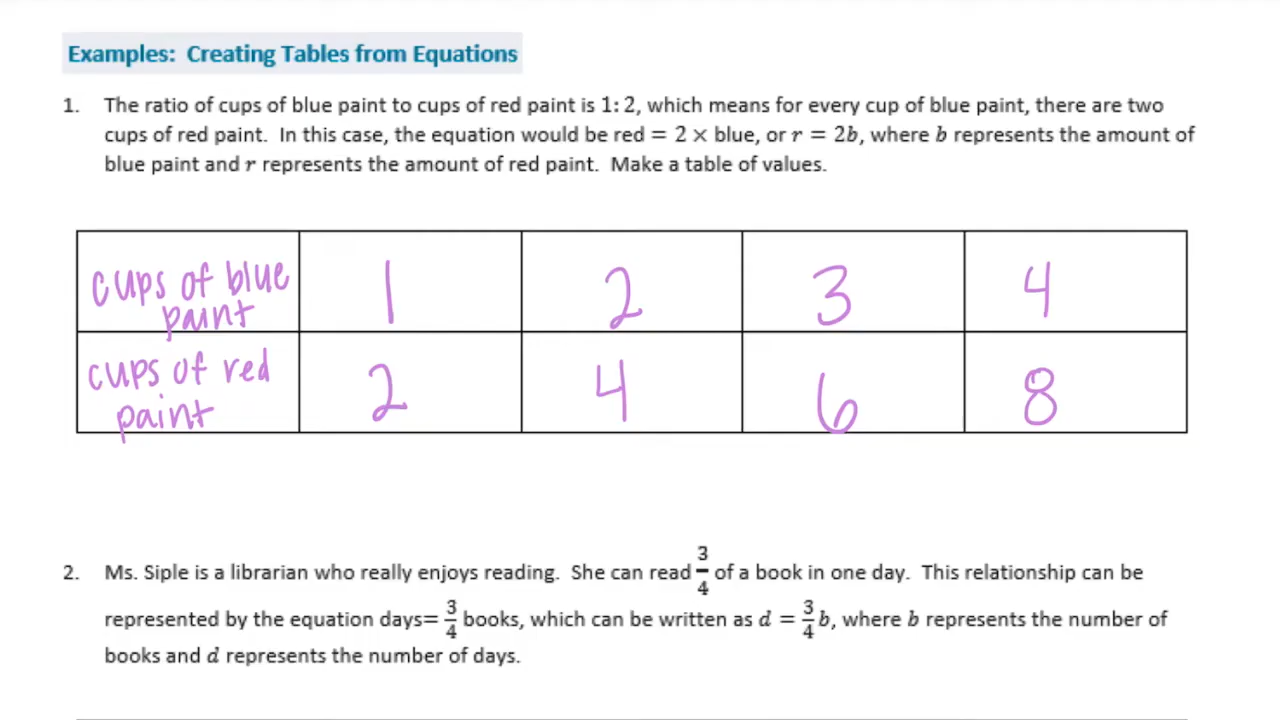 Examples: Creating Tables from Equations
1. The ratio of cups of blue paint to cups of red paint is 1: 2, which means for every cup of blue paint, there are two
cups of red paint. In this case, the equation would be red = 2 × blue, or r = 2b, where b represents the amount of
blue paint and r represents the amount of red paint. Make a table of values.
cups of blue paint 1 2 3 4
cups of red paint 2 4 6 8
2. Ms. Siple is a librarian who really enjoys reading. She can read 3/4 of a book in one day. This relationship can be
represented by the equation days= 3/4 books, which can be written as d = 3/4 b, where b represents the number of
books and d represents the number of days.